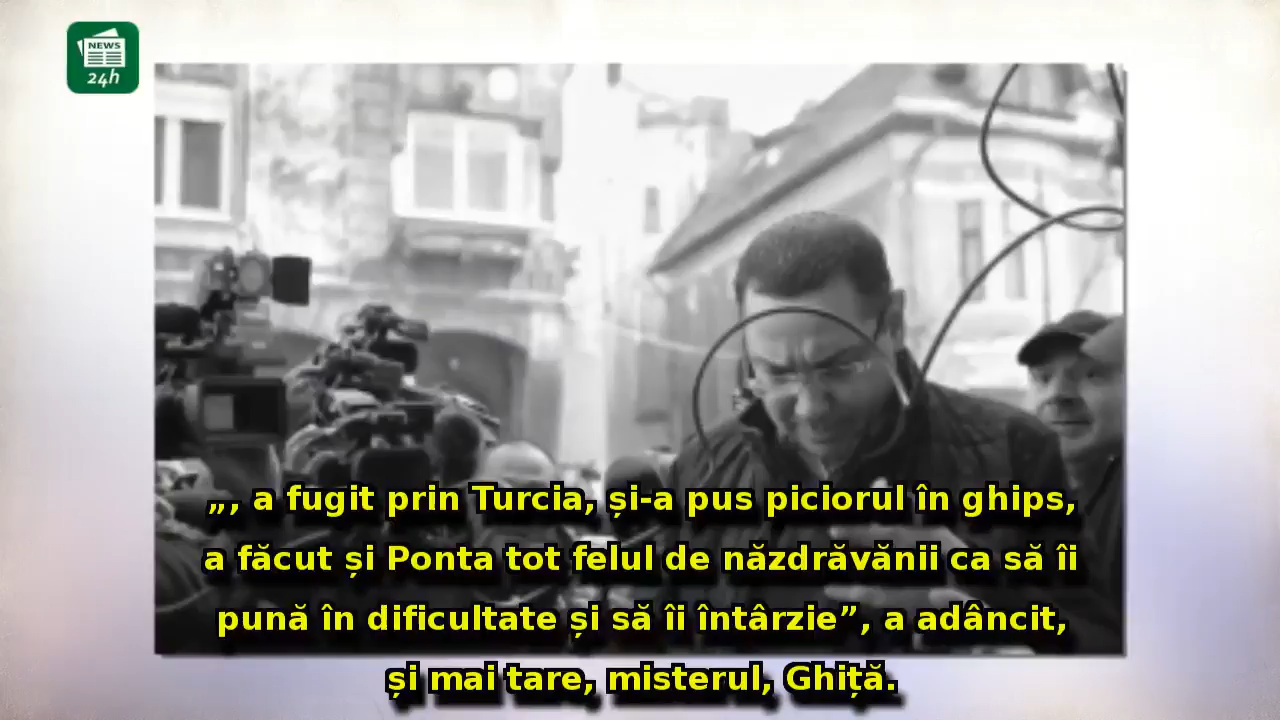 NEWS
24h
„, a fugit prin Turcia, și-a pus piciorul în ghips,
a făcut și Ponta tot felul de năzdrăvănii ca să îi
pună în dificultate și să îi întârzie”, a adâncit,
și mai tare, misterul, Ghiță.